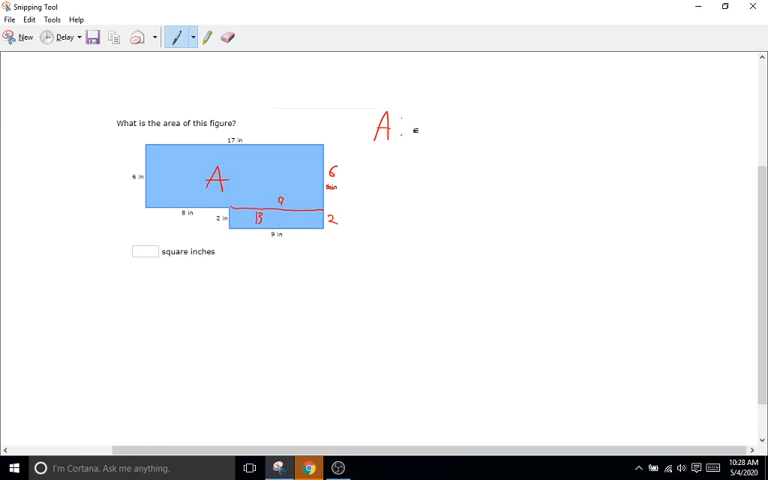 Snipping Tool
File Edit Tools Help
New Delay
What is the area of this figure?
A :
17 in
6 in
A
6
9
8 in
2 in
B
2
9 in
square inches
I'm Cortana. Ask me anything.
10:28 AM
5/4/2020